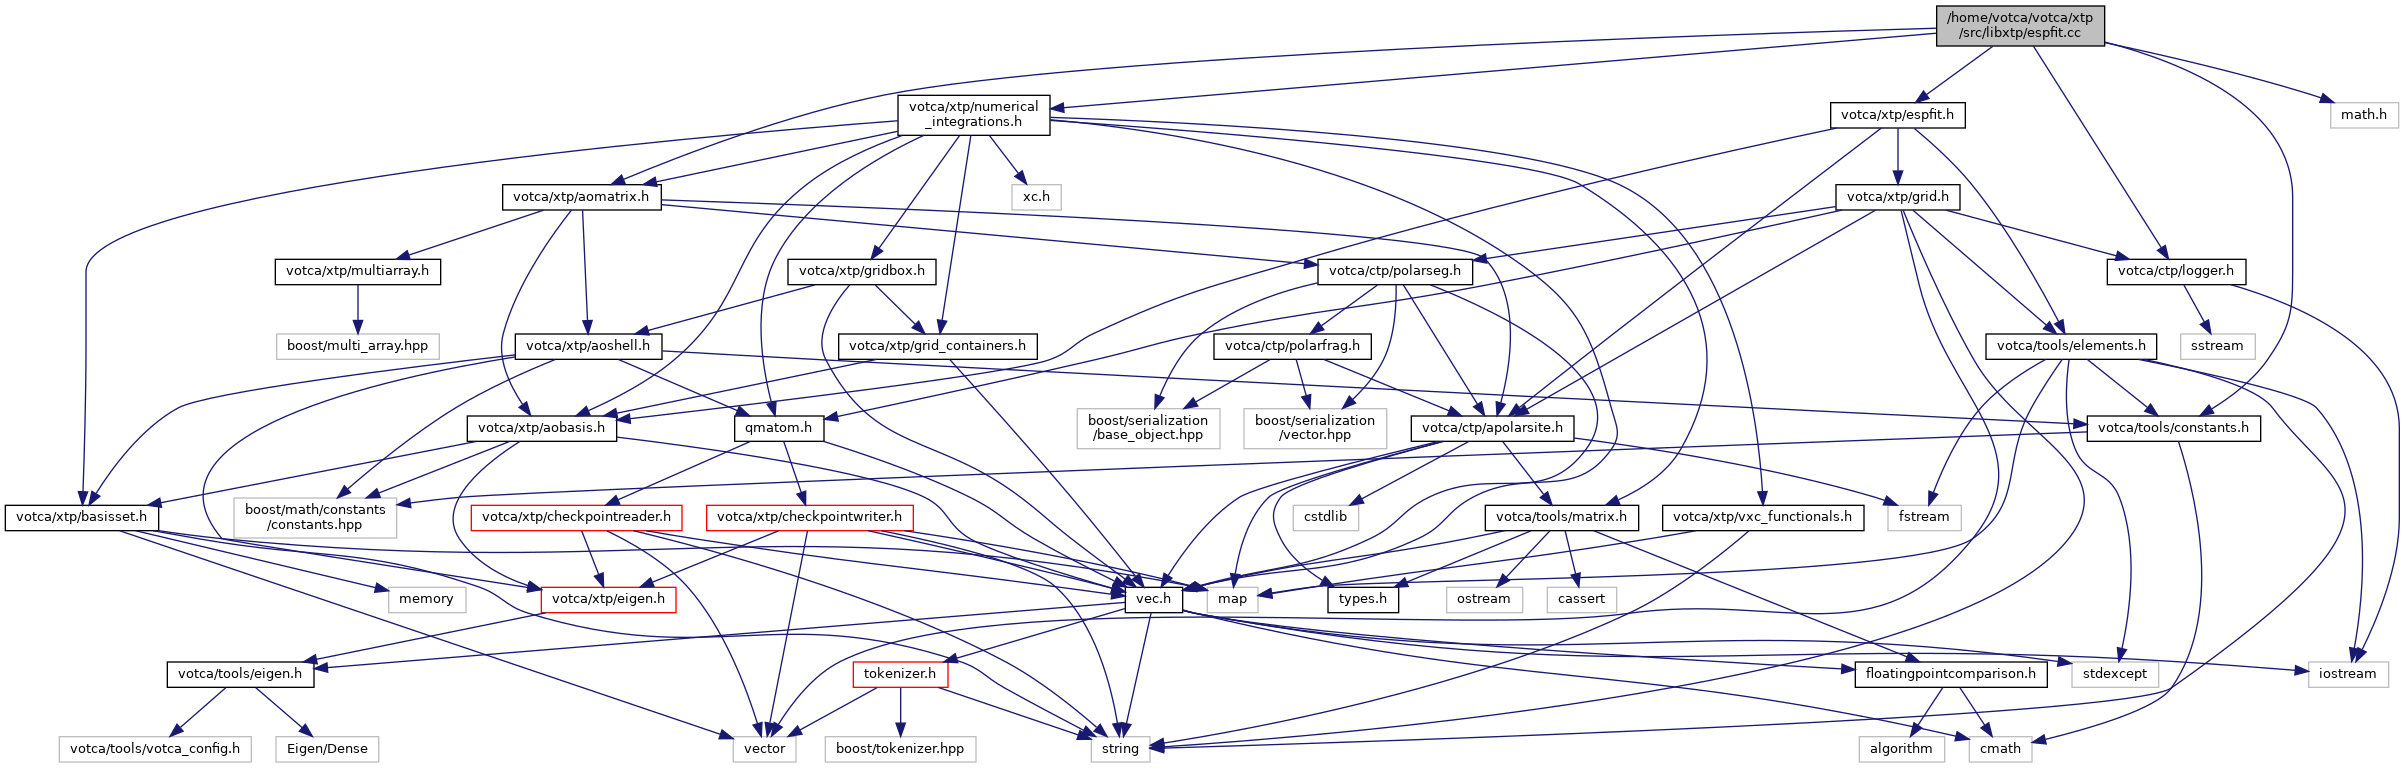 /home/votca/votca/xtp
/src/libxtp/espfit.cc
votca/xtp/numerical
_integrations.h
votca/xtp/espfit.h
math.h
votca/xtp/aomatrix.h
xc.h
votca/xtp/grid.h
votca/xtp/multiarray.h
votca/xtp/gridbox.h
votca/ctp/polarseg.h
votca/ctp/logger.h
boost/multi_array.hpp
votca/xtp/aoshell.h
votca/xtp/grid_containers.h
votca/ctp/polarfrag.h
votca/tools/elements.h
sstream
votca/xtp/aobasis.h
qmatom.h
boost/serialization
/base_object.hpp
boost/serialization
/vector.hpp
votca/ctp/apolarsite.h
votca/tools/constants.h
votca/xtp/basisset.h
boost/math/constants
/constants.hpp
votca/xtp/checkpointreader.h
votca/xtp/checkpointwriter.h
cstdlib
votca/tools/matrix.h
votca/xtp/vxc_functionals.h
fstream
memory
votca/xtp/eigen.h
vec.h
map
types.h
ostream
cassert
votca/tools/eigen.h
tokenizer.h
floatingpointcomparison.h
stdexcept
iostream
votca/tools/votca_config.h
Eigen/Dense
vector
boost/tokenizer.hpp
string
algorithm
cmath